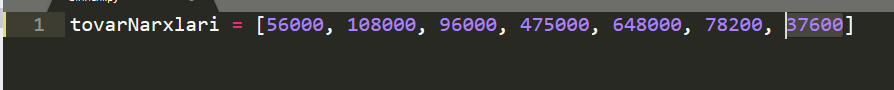 1 tovarNarxlari = [56000, 108000, 96000, 475000, 648000, 78200, 37600]